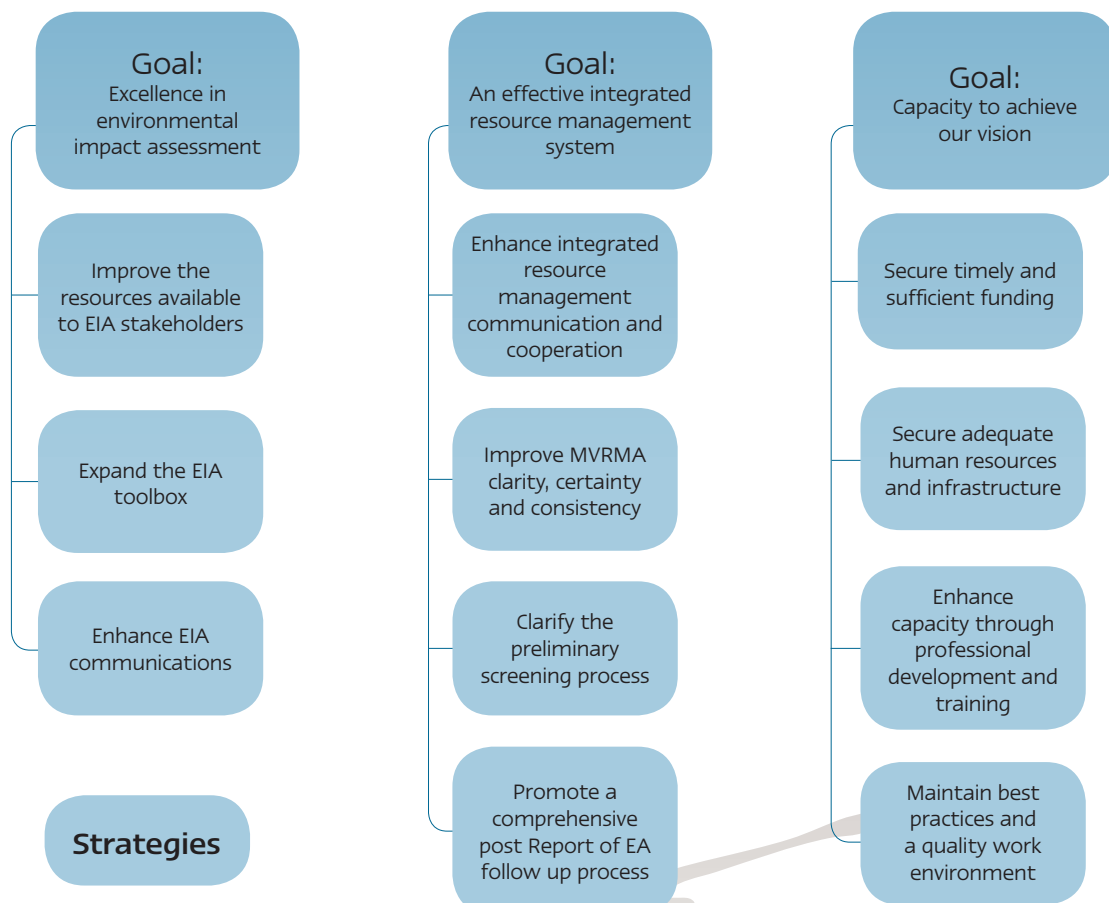 Goal:
Excellence in
environmental
impact assessment
Improve the
resources available
to EIA stakeholders
Expand the EIA
toolbox
Enhance EIA
communications
Strategies
Goal:
An effective integrated
resource management
system
Enhance integrated
resource
management
communication and
cooperation
Improve MVRMA
clarity, certainty
and consistency
Clarify the
preliminary
screening process
Promote a
comprehensive
post Report of EA
follow up process
Goal:
Capacity to achieve
our vision
Secure timely and
sufficient funding
Secure adequate
human resources
and infrastructure
Enhance
capacity through
professional
development and
training
Maintain best
practices and
a quality work
environment